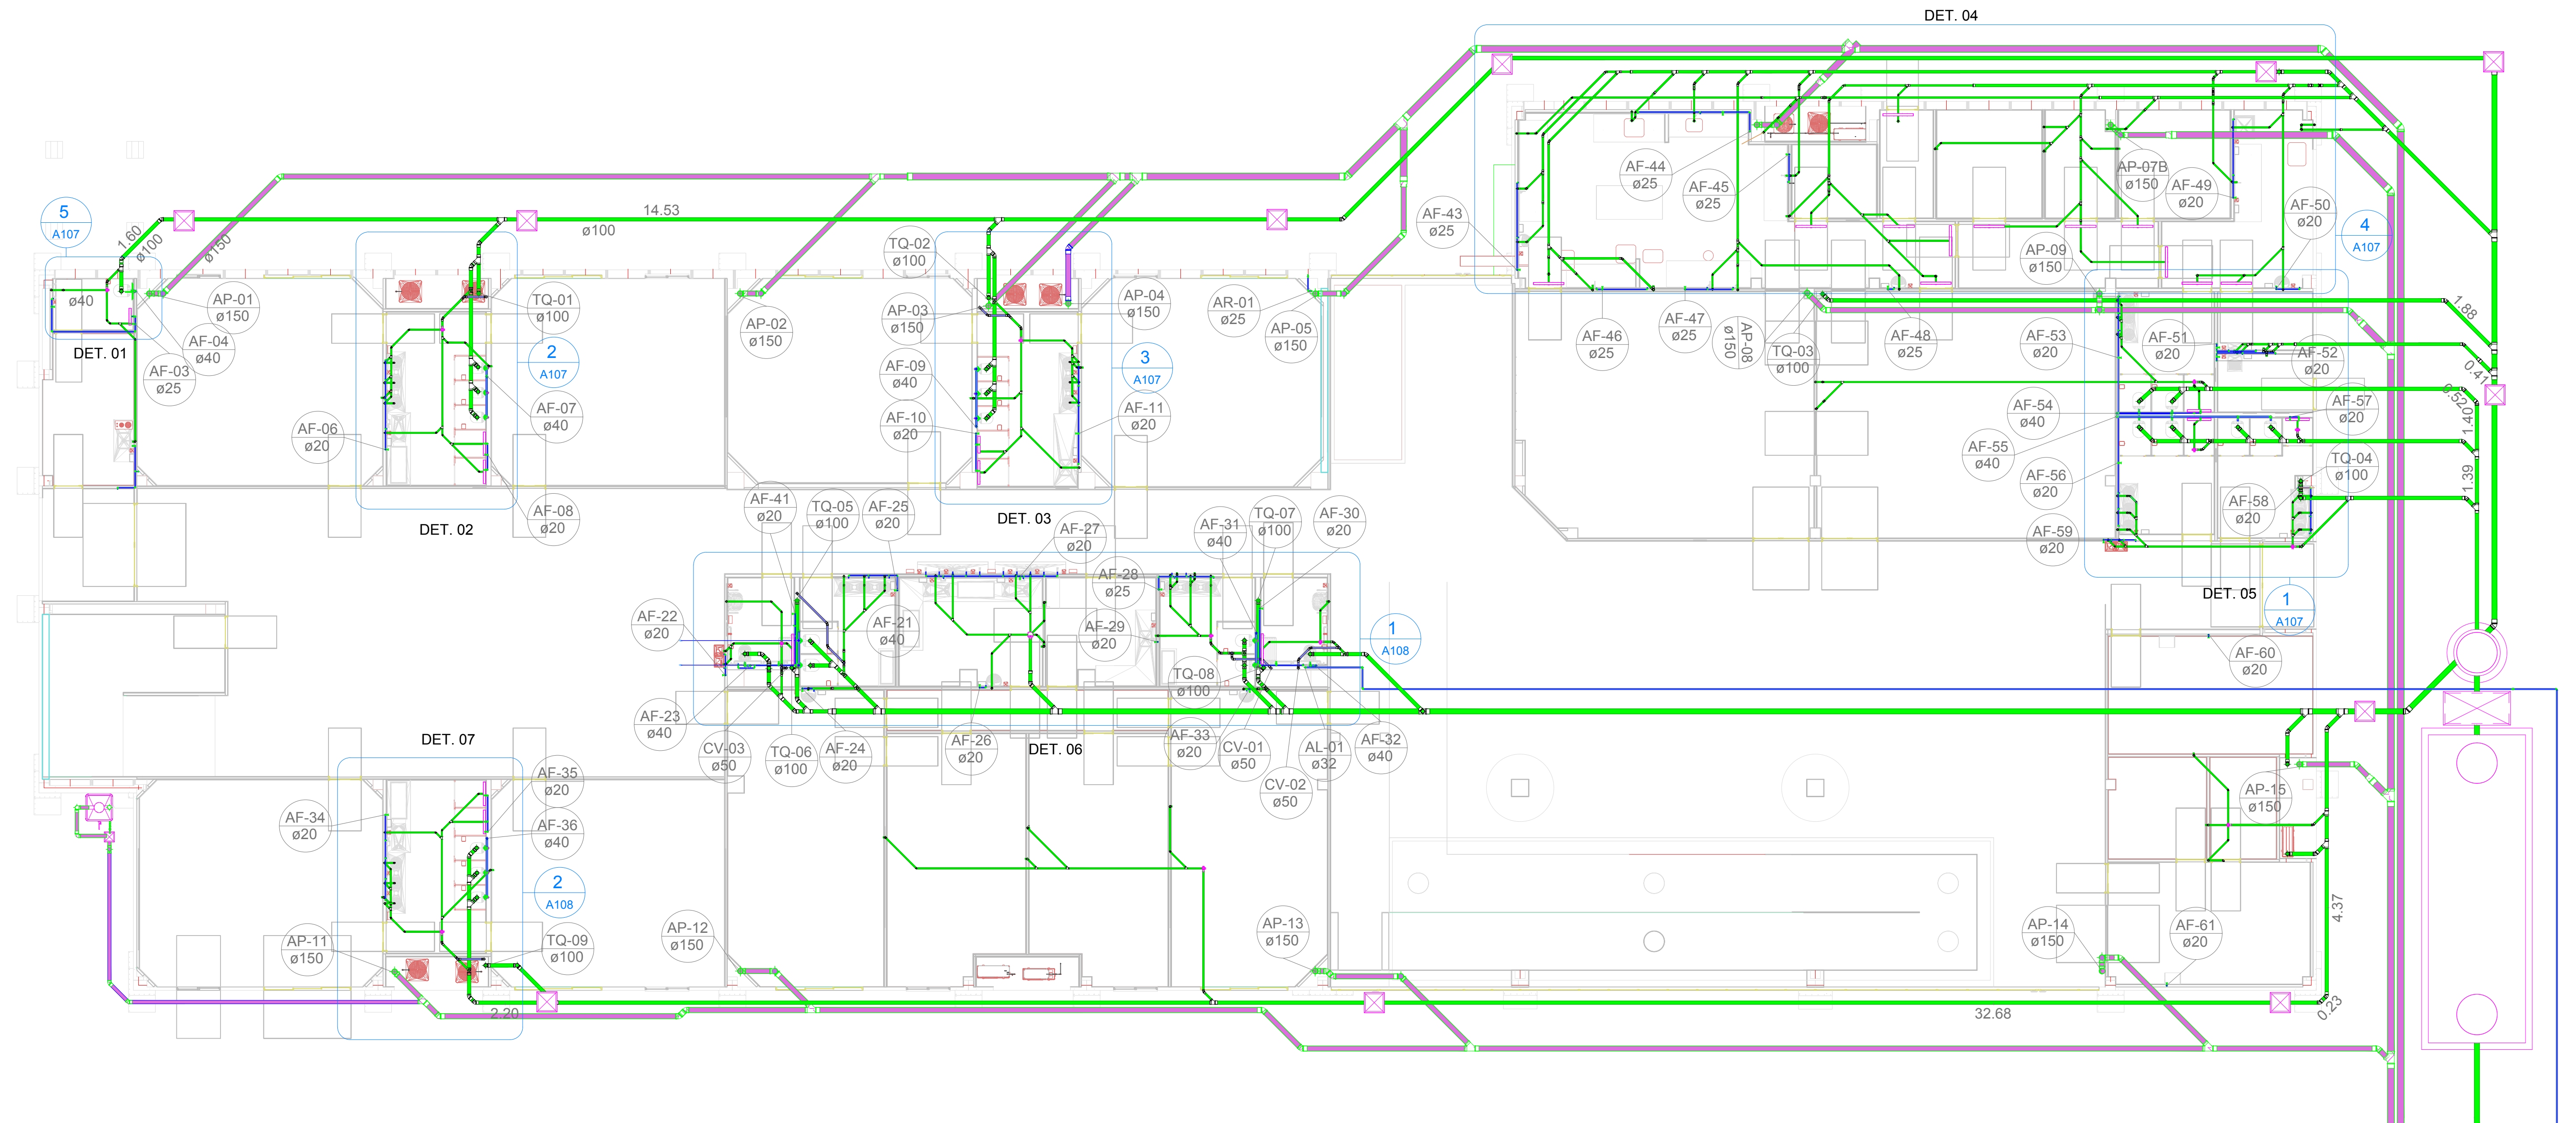 DET. 04
5
A107
1.60
ø100
ø150
14.53
ø100
TQ-02
ø100
AF-44
ø25
AF-45
ø25
AF-43
ø25
AP-07B
ø150
AF-49
ø20
AF-50
ø20
4
A107
AP-09
ø150
ø40
AP-01
ø150
AF-04
ø40
AF-03
ø25
DET. 01
TQ-01
ø100
2
A107
AF-07
ø40
AF-06
ø20
AF-08
ø20
DET. 02
AP-02
ø150
AP-03
ø150
AP-04
ø150
AF-09
ø40
AF-10
ø20
AF-11
ø20
3
A107
DET. 03
AR-01
ø25
AP-05
ø150
AF-46
ø25
AF-47
ø25
AP-08
ø150
TQ-03
ø100
AF-48
ø25
AF-53
ø20
AF-51
ø20
AF-52
ø20
1.88
0.41
0.52
1.40
1.39
AF-54
ø40
AF-57
ø20
AF-55
ø40
AF-56
ø20
TQ-04
ø100
AF-58
ø20
AF-59
ø20
DET. 05
1
A107
AF-41
ø20
TQ-05
ø100
AF-25
ø20
AF-27
ø20
AF-31
ø40
TQ-07
ø100
AF-30
ø20
AF-28
ø25
AF-22
ø20
AF-21
ø40
AF-29
ø20
1
A108
TQ-08
ø100
AF-60
ø20
AF-23
ø40
CV-03
ø50
TQ-06
ø100
AF-24
ø20
AF-26
ø20
DET. 06
AF-33
ø20
CV-01
ø50
AL-01
ø32
AF-32
ø40
CV-02
ø50
DET. 07
AF-35
ø20
AF-34
ø20
AF-36
ø40
2
A108
AP-15
ø150
4.37
AP-11
ø150
TQ-09
ø100
AP-12
ø150
AP-13
ø150
AP-14
ø150
AF-61
ø20
2.20
32.68
0.23